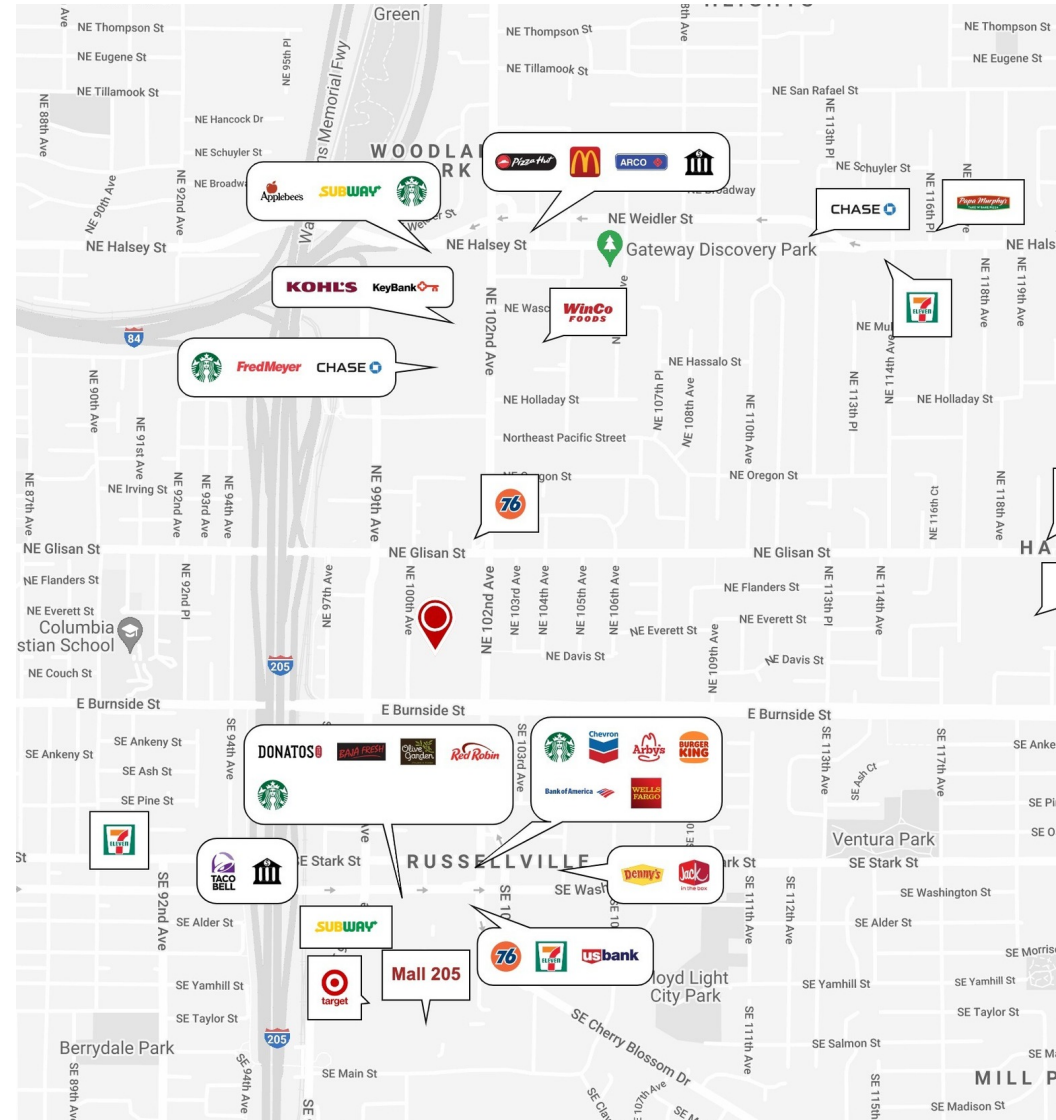 Green
NE Thompson St
NE Thompson St
NE Thompson St
NE Eugene St
NE Eugene St
NE Tillamook St
NE Tillamook St
NE San Rafael St
NE 95th Pl
NE 88th Ave
NE Hancock Dr
NE 113th Pl
NE Schuyler St
NE Schuyler St
NE 90th Ave
NE 92nd Ave
Applebees
SUBWAY
Pizza Hut
ARCO
CHASE
NE 116th Pl
Papa Murphy's
NE Weidler St
NE Halsey St
NE Halsey St
Gateway Discovery Park
KOHL'S
KeyBank
NE 102nd Ave
WinCo
FOODS
7
ELEVEN
NE 118th Ave
NE 119th Ave
84
FredMeyer
CHASE
NE Hassalo St
NE 114th Ave
NE 90th Ave
NE Holladay St
NE 107th Pl
NE 108th Ave
NE 110th Ave
NE 113th Pl
NE Holladay St
NE 91st Ave
Northeast Pacific Street
NE 87th Ave
NE Irving St
NE 92nd Ave
NE 93rd Ave
NE 94th Ave
NE 99th Ave
76
NE Oregon St
NE 116th Ct
NE 118th Ave
NE Glisan St
NE Glisan St
NE Glisan St
HA
NE Flanders St
NE 92nd Pl
NE 97th Ave
NE 100th Ave
NE 102nd Ave
NE 103rd Ave
NE 104th Ave
NE 105th Ave
NE 106th Ave
NE Flanders St
NE 113th Pl
NE 114th Ave
NE Everett St
NE Everett St
NE Everett St
Columbia
stian School
NE Davis St
NE 109th Ave
NE Davis St
NE Couch St
205
E Burnside St
E Burnside St
E Burnside St
SE Ankeny St
SE Ankeny St
SE 94th Ave
DONATOS
BAJA FRESH
Olive
Garden
Red Robin
SE 103rd Ave
Chevron
Arby's
BURGER
KING
Bank of America
WELLS
FARGO
SE 113th Ave
SE Ash Ct
SE 117th Ave
SE Ash St
SE Pine St
7
ELEVEN
Ventura Park
TACO
BELL
SE Stark St
RUSSELLVILLE
Denny's
Jack
in the box
SE Stark St
SE 92nd Ave
SE 111th Ave
SE 112th Ave
SE Washington St
SE Alder St
SUBWAY
SE Alder St
76
7
ELEVEN
usbank
target
Mall 205
loyd Light
City Park
SE Yamhill St
SE Yamhill St
SE Yamhill St
SE Taylor St
SE Taylor St
Berrydale Park
205
SE Cherry Blossom Dr
SE 111th Ave
SE Salmon St
SE 89th Ave
SE 94th Ave
SE Main St
SE 115th
MILL P
SE Madison St